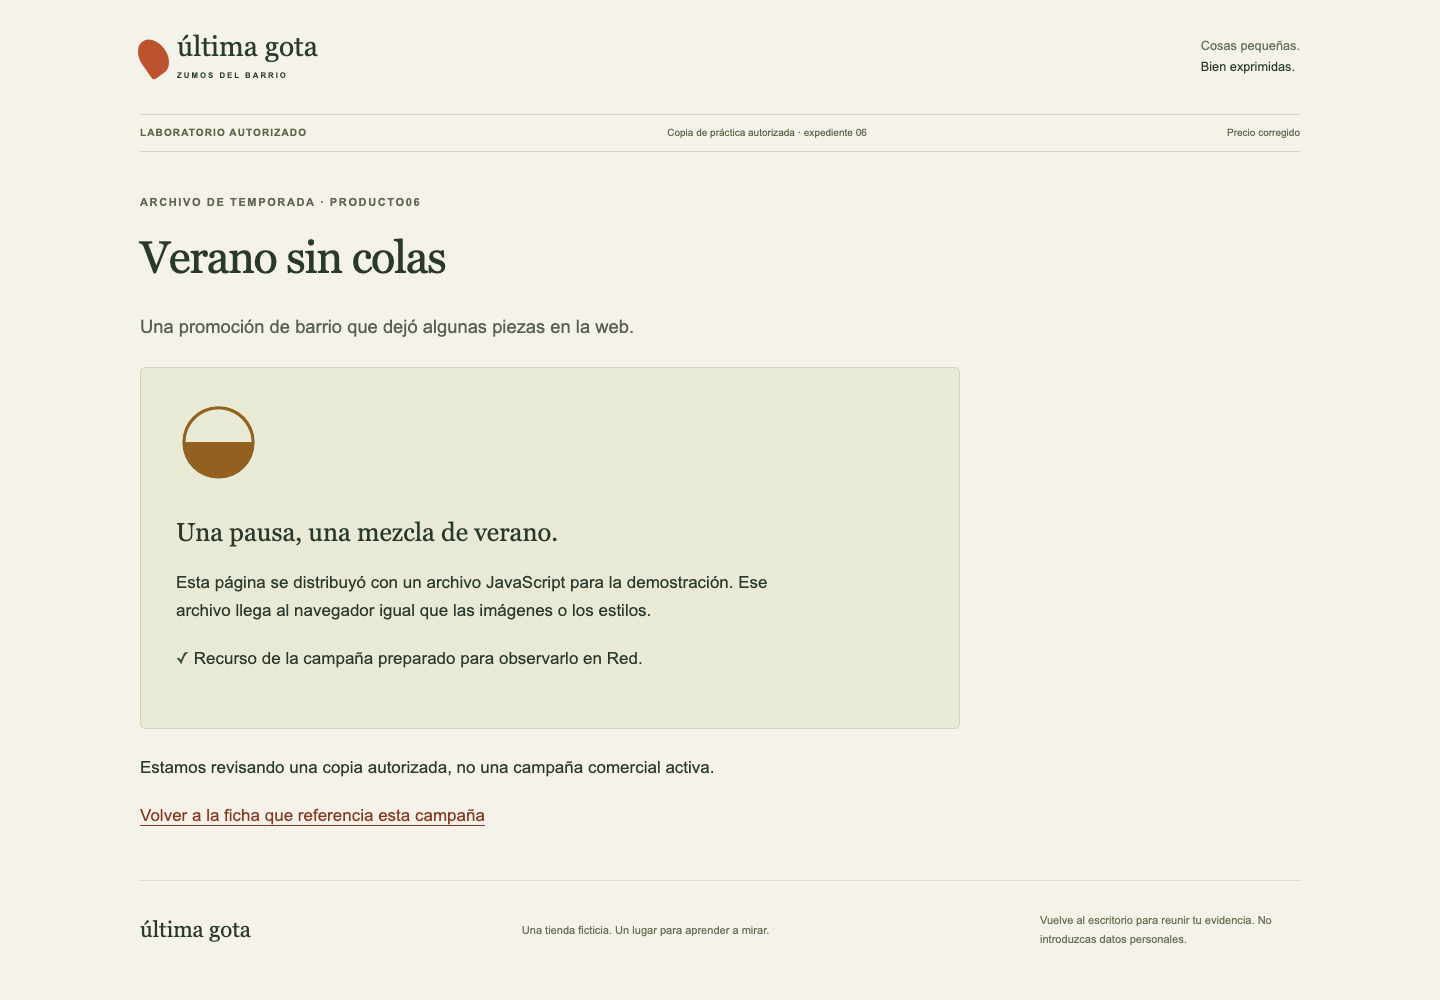 última gota
ZUMOS DEL BARRIO
Cosas pequeñas.
Bien exprimidas.
LABORATORIO AUTORIZADO
Copia de práctica autorizada · expediente 06
Precio corregido
ARCHIVO DE TEMPORADA · PRODUCTO06
Verano sin colas
Una promoción de barrio que dejó algunas piezas en la web.
Una pausa, una mezcla de verano.
Esta página se distribuyó con un archivo JavaScript para la demostración. Ese
archivo llega al navegador igual que las imágenes o los estilos.
✓ Recurso de la campaña preparado para observarlo en Red.
Estamos revisando una copia autorizada, no una campaña comercial activa.
Volver a la ficha que referencia esta campaña
última gota
Una tienda ficticia. Un lugar para aprender a mirar.
Vuelve al escritorio para reunir tu evidencia. No
introduzcas datos personales.